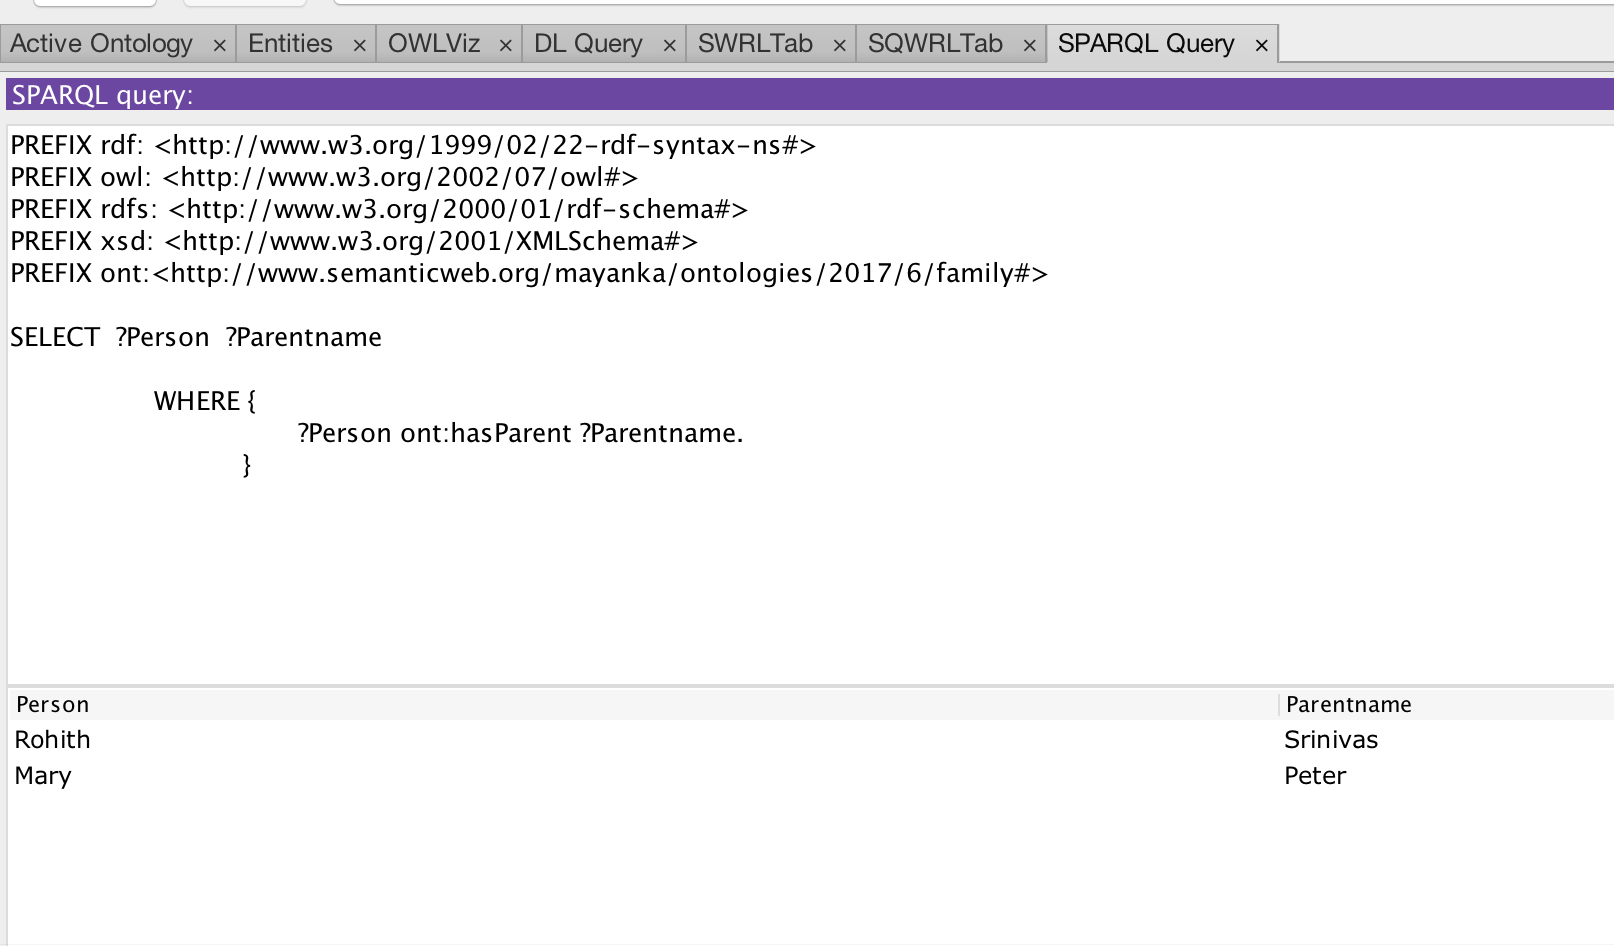 Active Ontology × Entities × OWLViz × DL Query × SWRLTab × SQWRLTab × SPARQL Query ×
SPARQL query:
PREFIX rdf: <http://www.w3.org/1999/02/22-rdf-syntax-ns#>
PREFIX owl: <http://www.w3.org/2002/07/owl#>
PREFIX rdfs: <http://www.w3.org/2000/01/rdf-schema#>
PREFIX xsd: <http://www.w3.org/2001/XMLSchema#>
PREFIX ont:<http://www.semanticweb.org/mayanka/ontologies/2017/6/family#>
SELECT ?Person ?Parentname
WHERE {
?Person ont:hasParent ?Parentname.
}
Person Parentname
Rohith Srinivas
Mary Peter